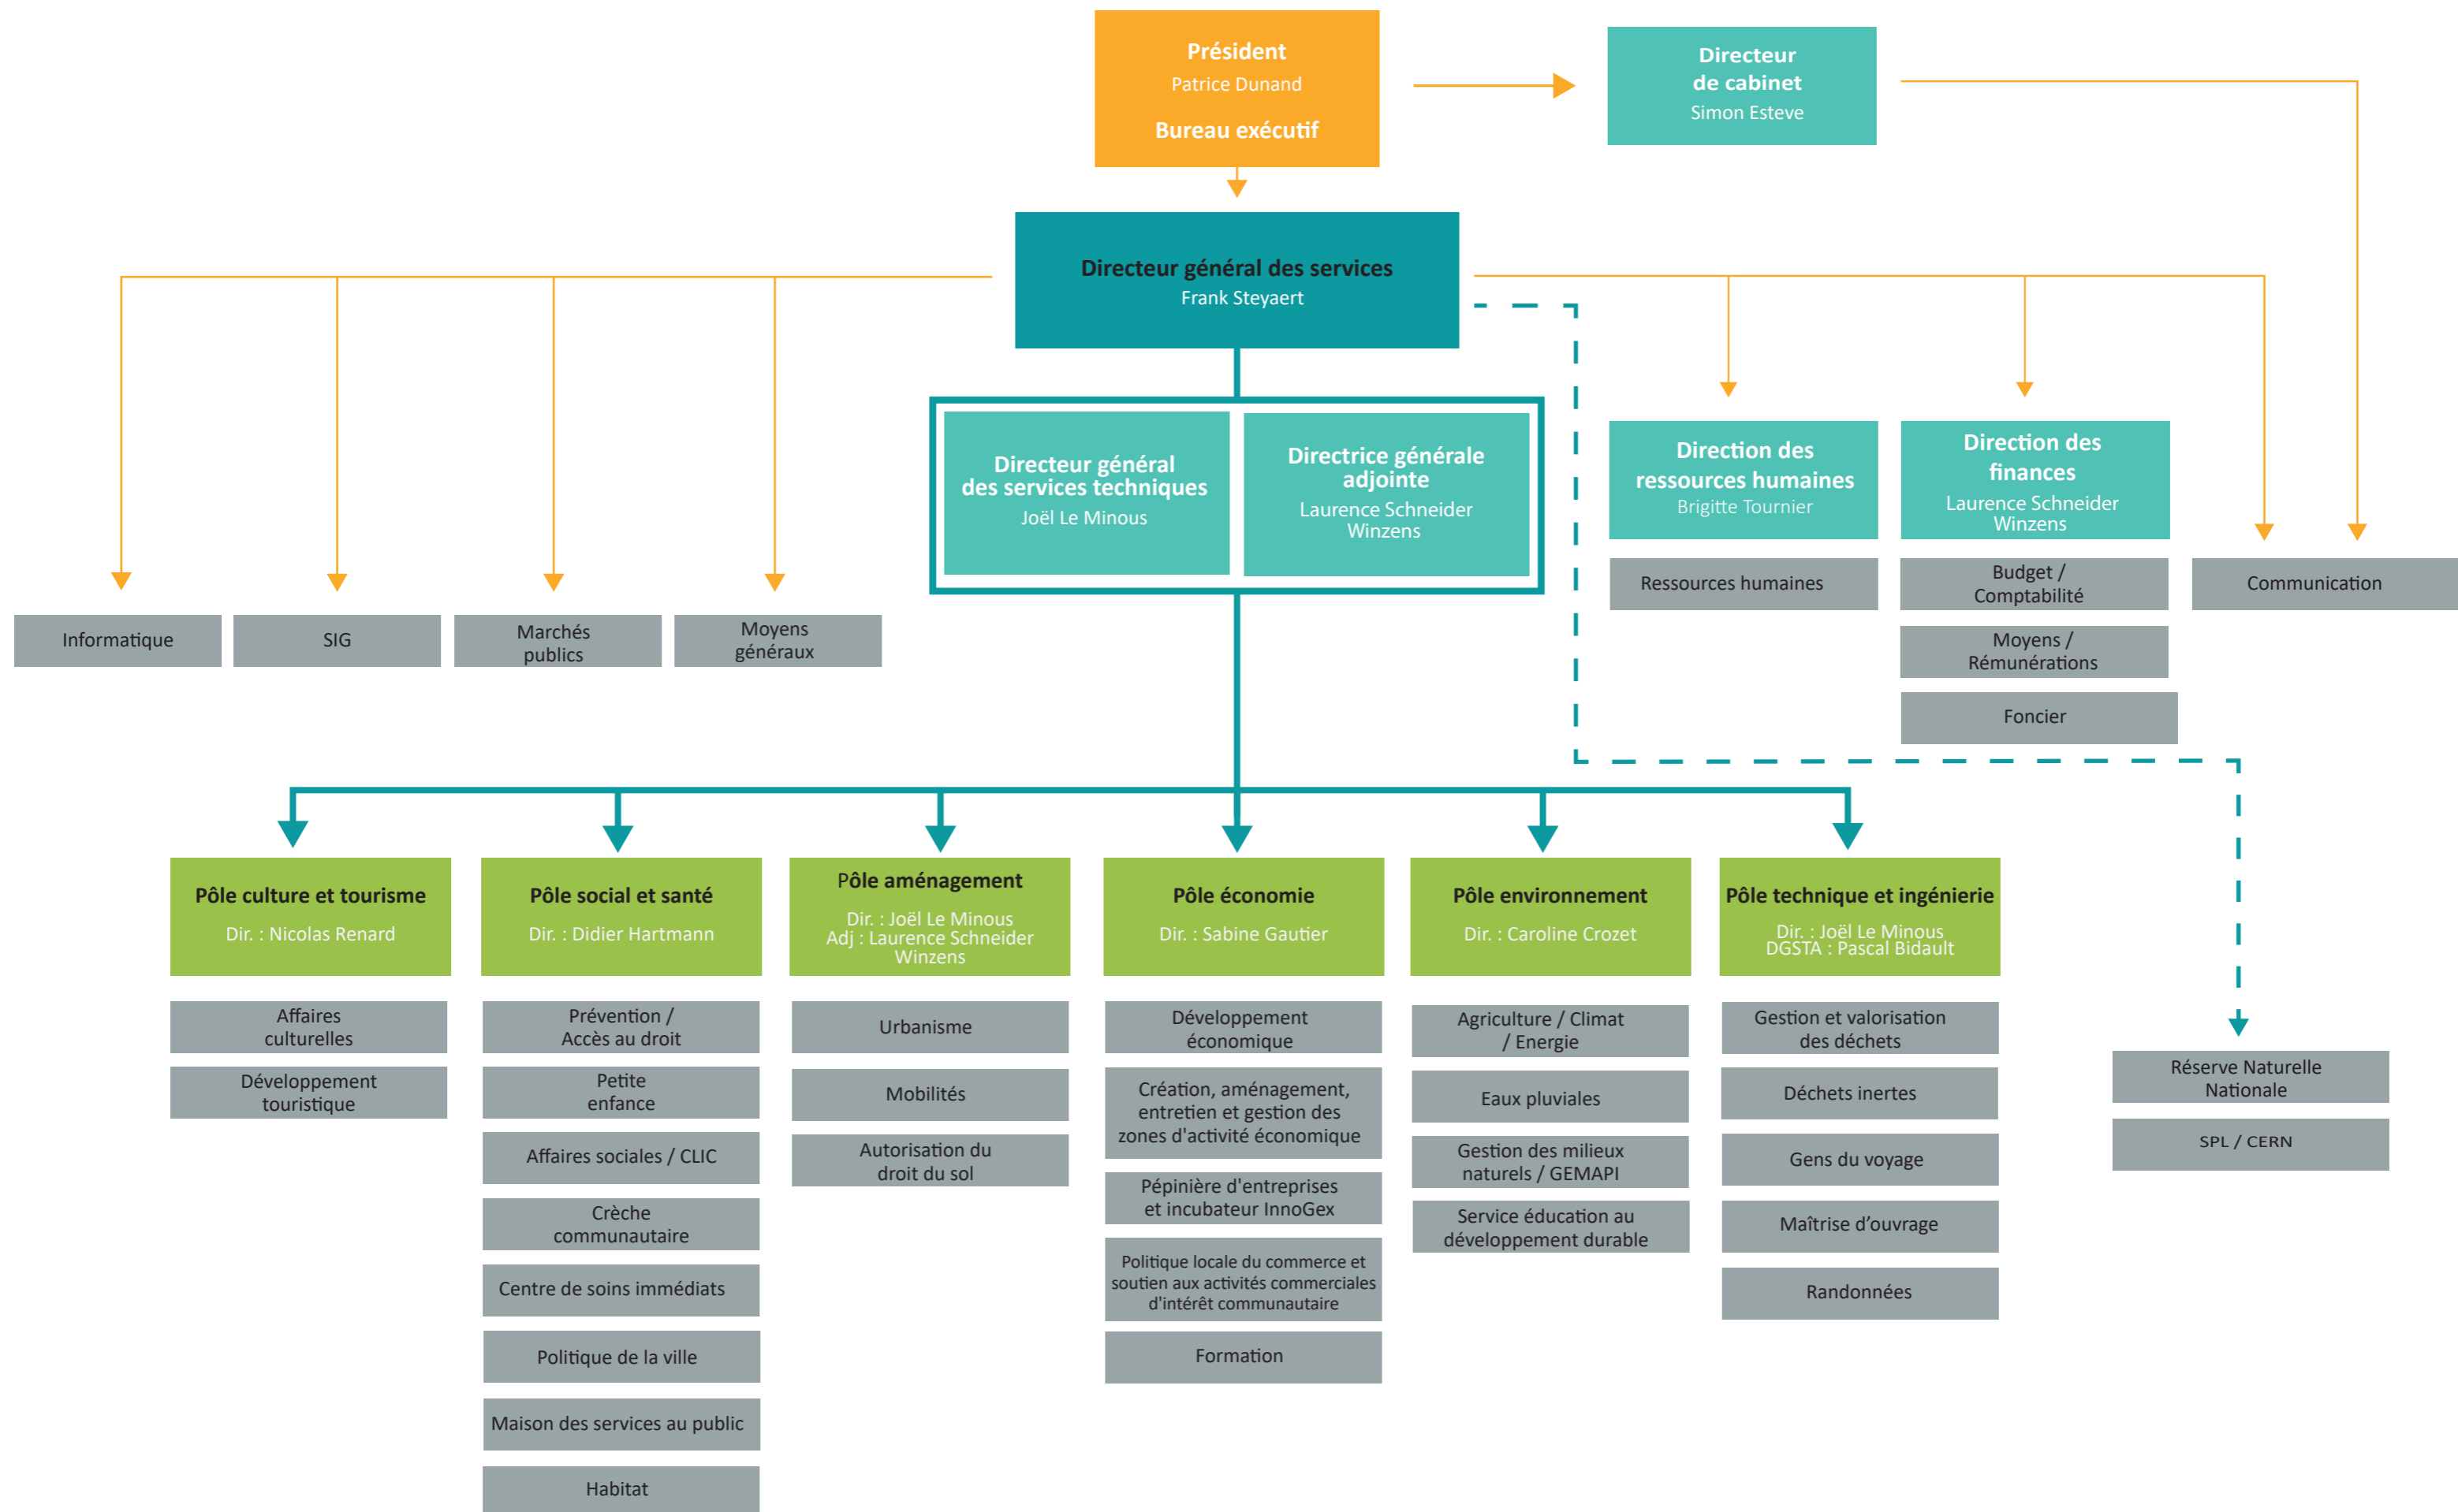 Président
Patrice Dunand
Bureau exécutif
Directeur
de cabinet
Simon Esteve
Directeur général des services
Frank Steyaert
Directeur général
des services techniques
Joël Le Minous
Directrice générale
adjointe
Laurence Schneider
Winzens
Direction des
ressources humaines
Brigitte Tournier
Direction des
finances
Laurence Schneider
Winzens
Ressources humaines
Budget /
Comptabilité
Moyens /
Rémunérations
Foncier
Communication
Informatique
SIG
Marchés
publics
Moyens
généraux
Pôle culture et tourisme
Dir. : Nicolas Renard
Affaires
culturelles
Développement
touristique
Pôle social et santé
Dir. : Didier Hartmann
Prévention /
Accès au droit
Petite
enfance
Affaires sociales / CLIC
Crèche
communautaire
Centre de soins immédiats
Politique de la ville
Maison des services au public
Habitat
Pôle aménagement
Dir. : Joël Le Minous
Adj : Laurence Schneider
Winzens
Urbanisme
Mobilités
Autorisation du
droit du sol
Pôle économie
Dir. : Sabine Gautier
Développement
économique
Création, aménagement,
entretien et gestion des
zones d'activité économique
Pépinière d'entreprises
et incubateur InnoGex
Politique locale du commerce et
soutien aux activités commerciales
d'intérêt communautaire
Formation
Pôle environnement
Dir. : Caroline Crozet
Agriculture / Climat
/ Energie
Eaux pluviales
Gestion des milieux
naturels / GEMAPI
Service éducation au
développement durable
Pôle technique et ingénierie
Dir. : Joël Le Minous
DGSTA : Pascal Bidault
Gestion et valorisation
des déchets
Déchets inertes
Gens du voyage
Maîtrise d’ouvrage
Randonnées
Réserve Naturelle
Nationale
SPL / CERN